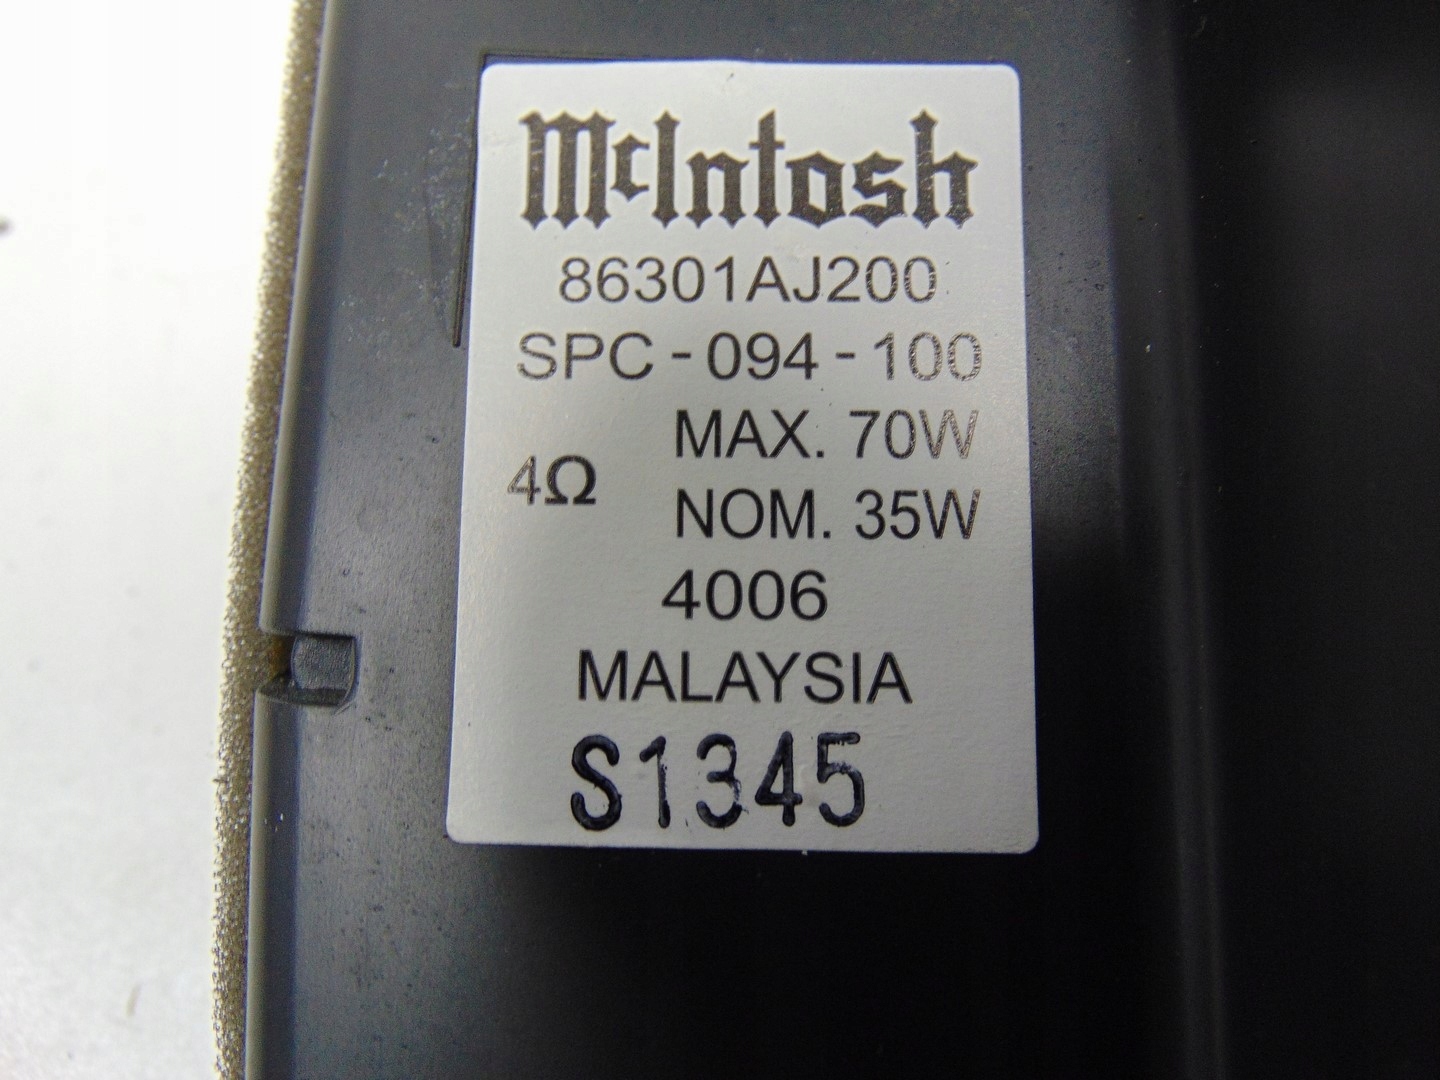 McIntosh
86301AJ200
SPC-094-100
4Ω
MAX. 70W
NOM. 35W
4006
MALAYSIA
S1345